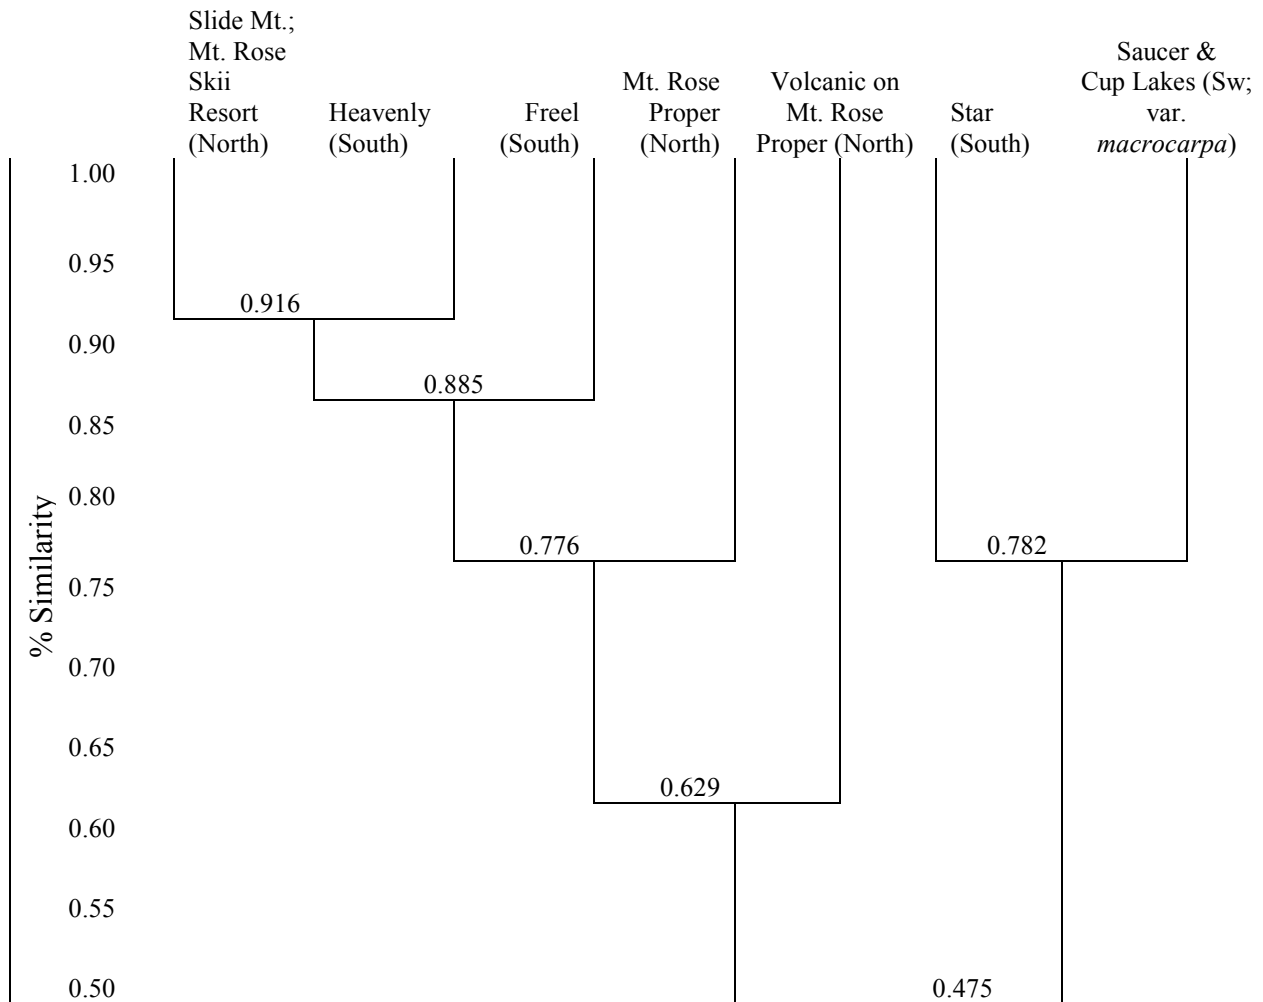 Slide Mt.;
Mt. Rose
Skii
Resort
(North)
Heavenly
(South)
Freel
(South)
Mt. Rose
Proper
(North)
Volcanic on
Mt. Rose
Proper (North)
Star
(South)
Saucer &
Cup Lakes (Sw;
var.
macrocarpa)
% Similarity
1.00
0.95
0.916
0.90
0.885
0.85
0.80
0.776
0.782
0.75
0.70
0.65
0.629
0.60
0.55
0.50
0.475